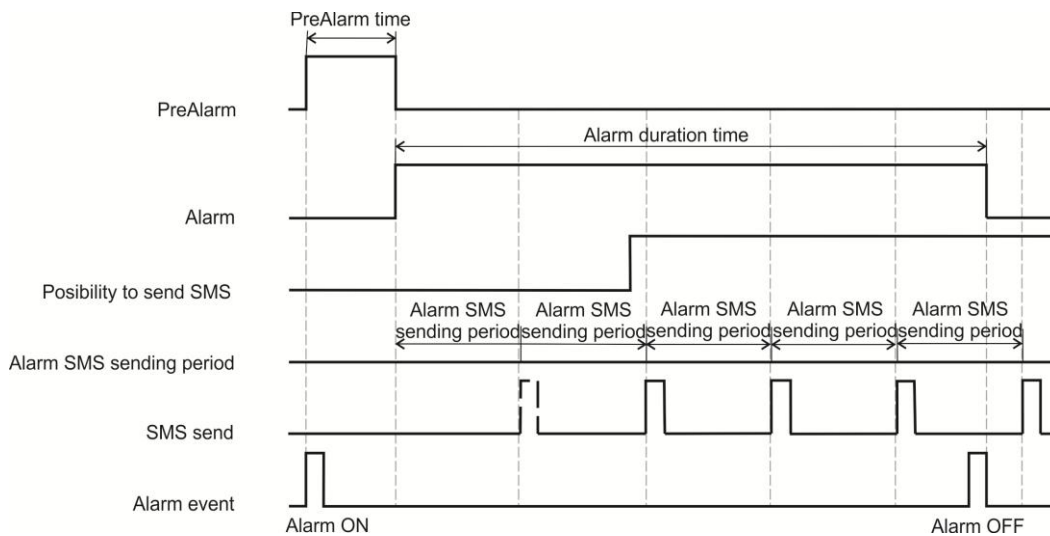 PreAlarm time
PreAlarm
Alarm duration time
Alarm
Posibility to send SMS
Alarm SMS
sending period
Alarm SMS
sending period
Alarm SMS
sending period
Alarm SMS
sending period
Alarm SMS
sending period
Alarm SMS sending period
SMS send
Alarm event
Alarm ON
Alarm OFF